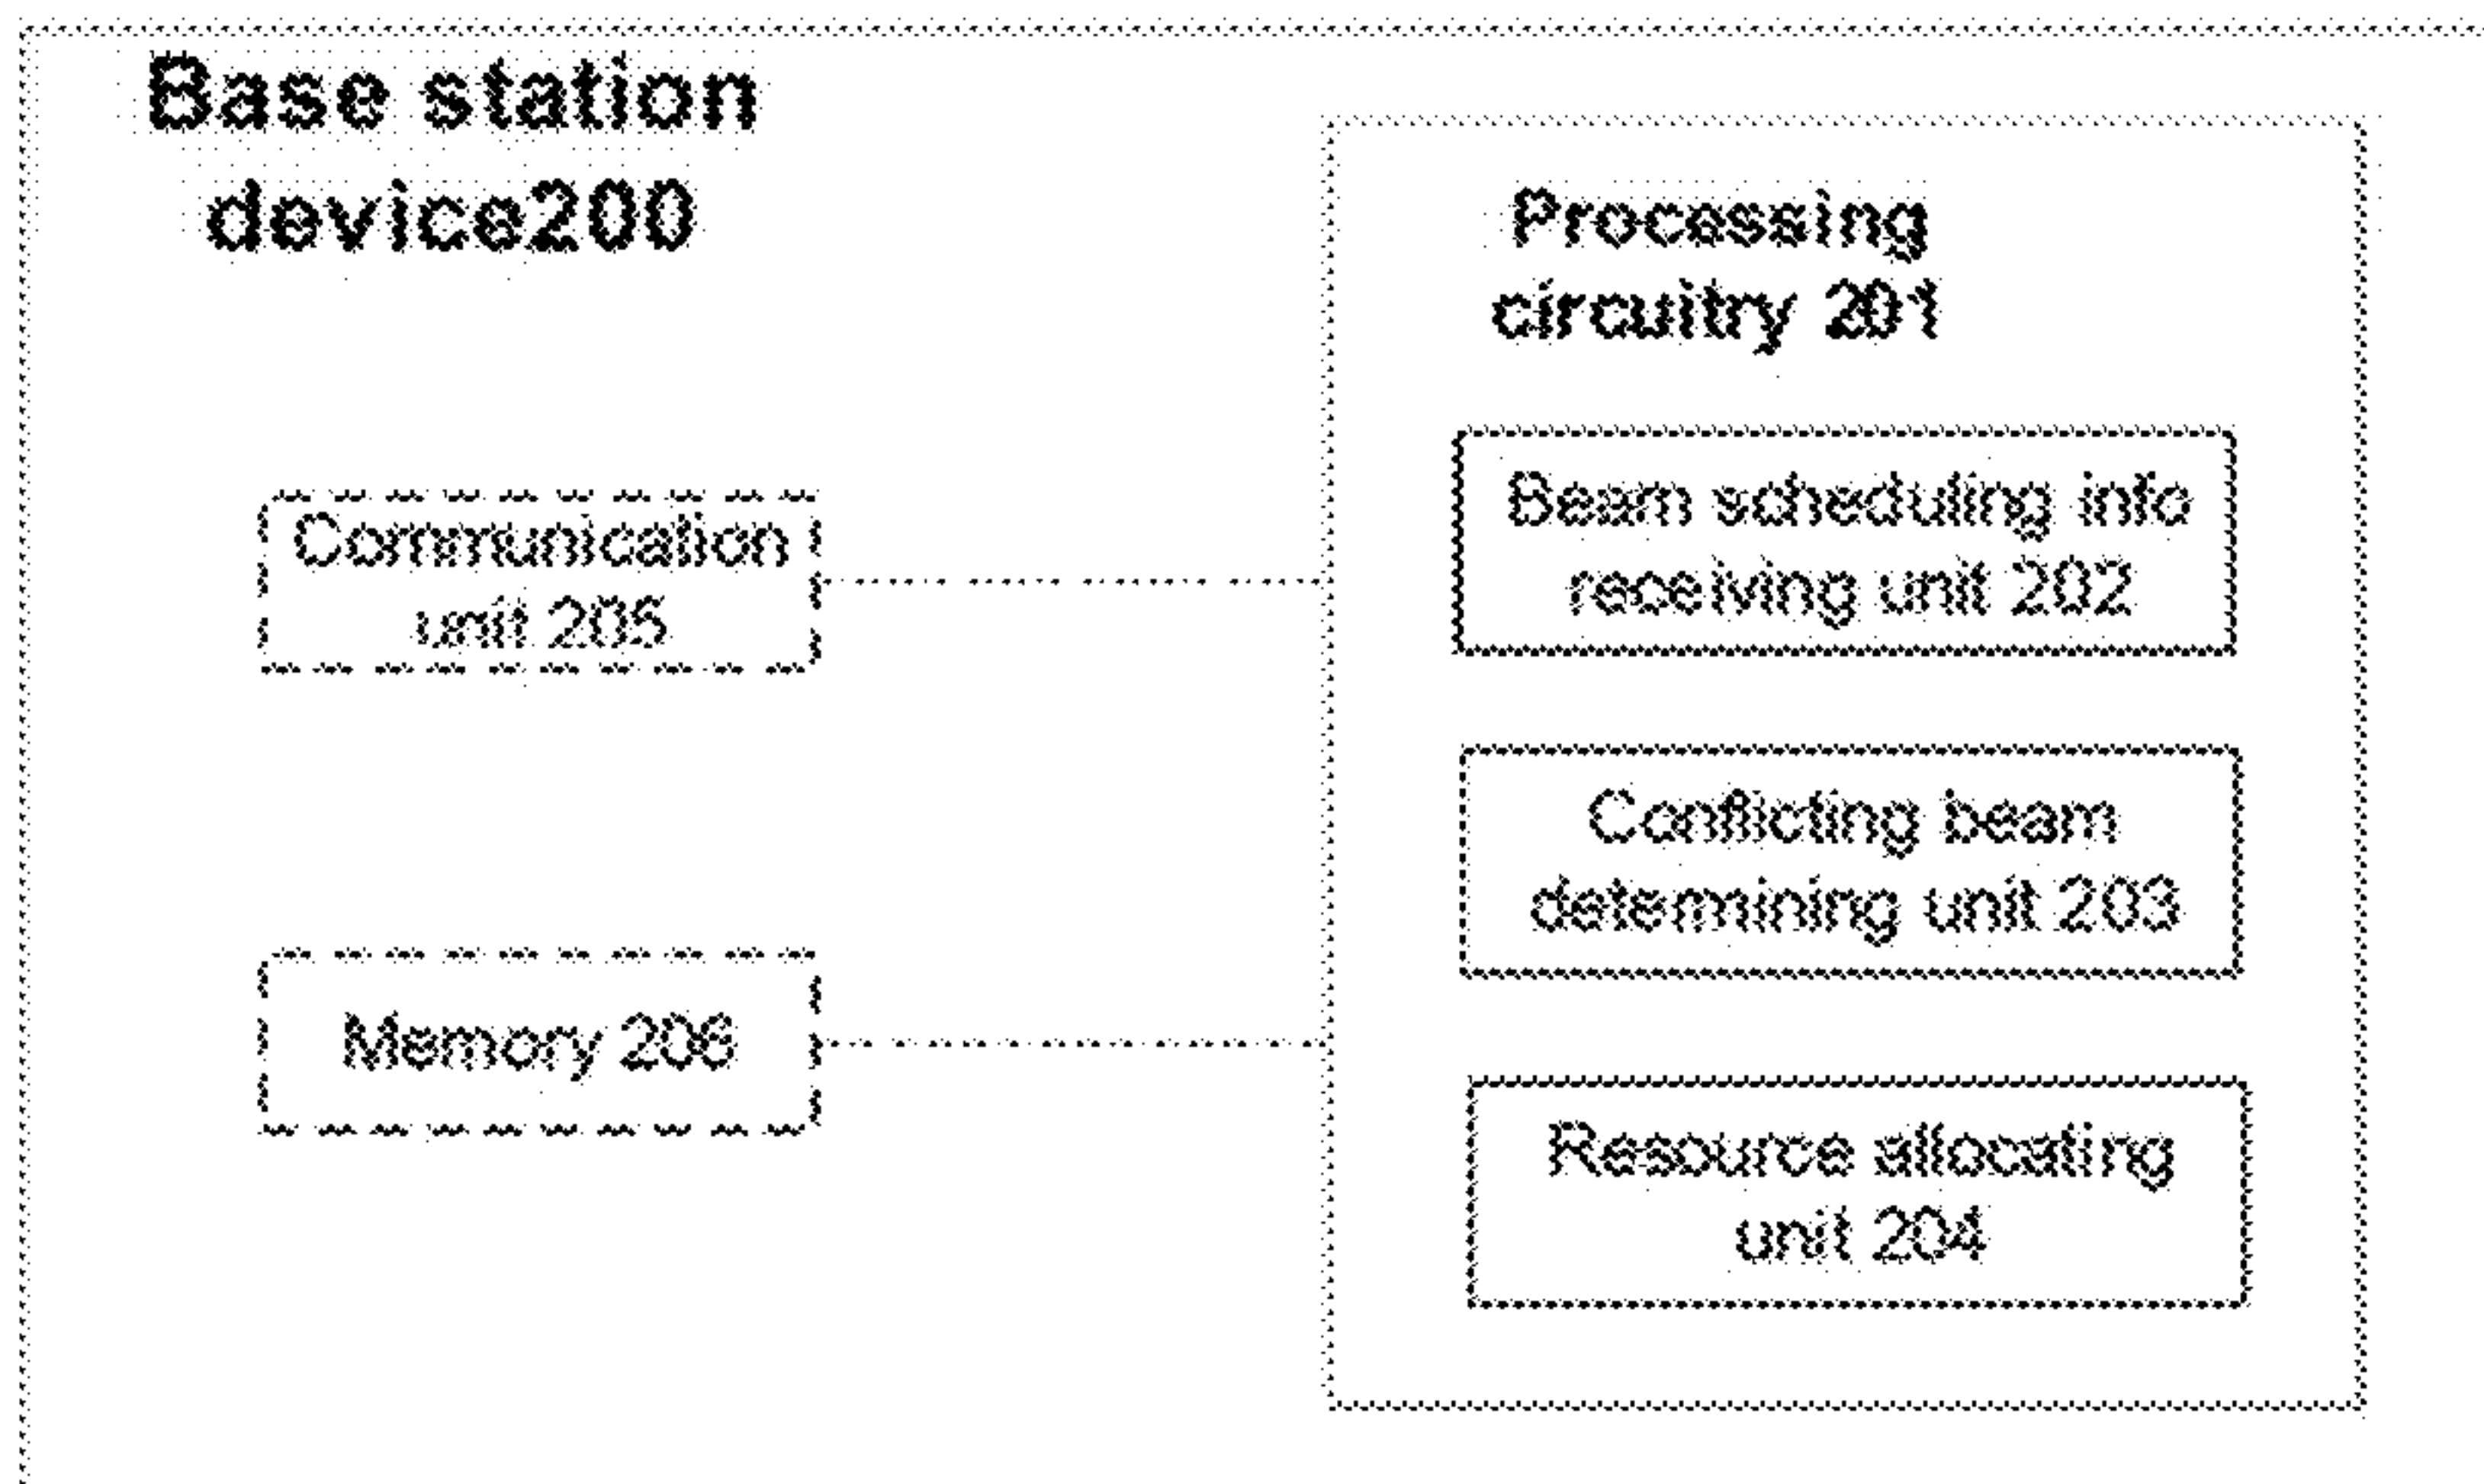 Base station
device200
Processing
circuitry 201
Beam scheduling info
receiving unit 202
Communication
unit 205
Conflicting beam
determining unit 203
Memory 206
Resource allocating
unit 204